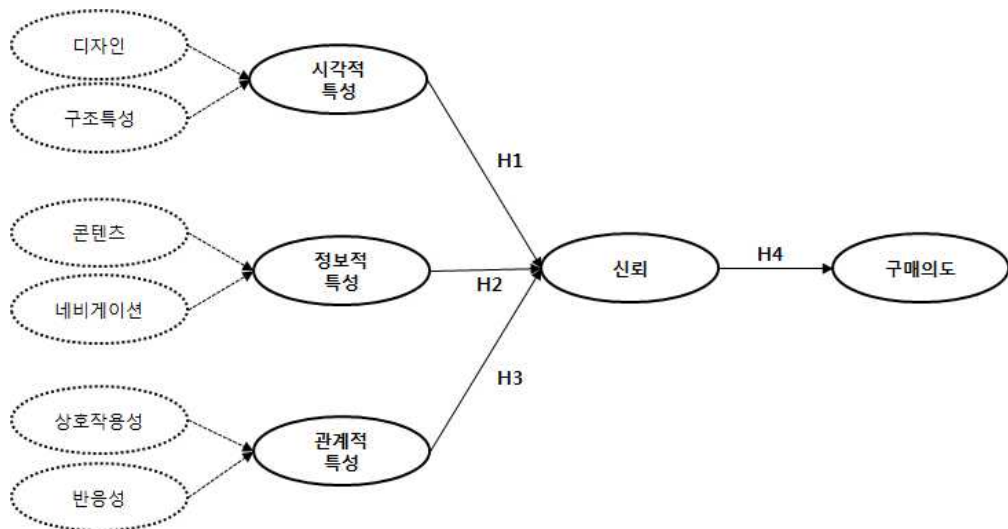 디자인
구조특성
시각적
특성
H1
콘텐츠
네비게이션
정보적
특성
H2
신뢰
H4
구매의도
H3
상호작용성
반응성
관계적
특성